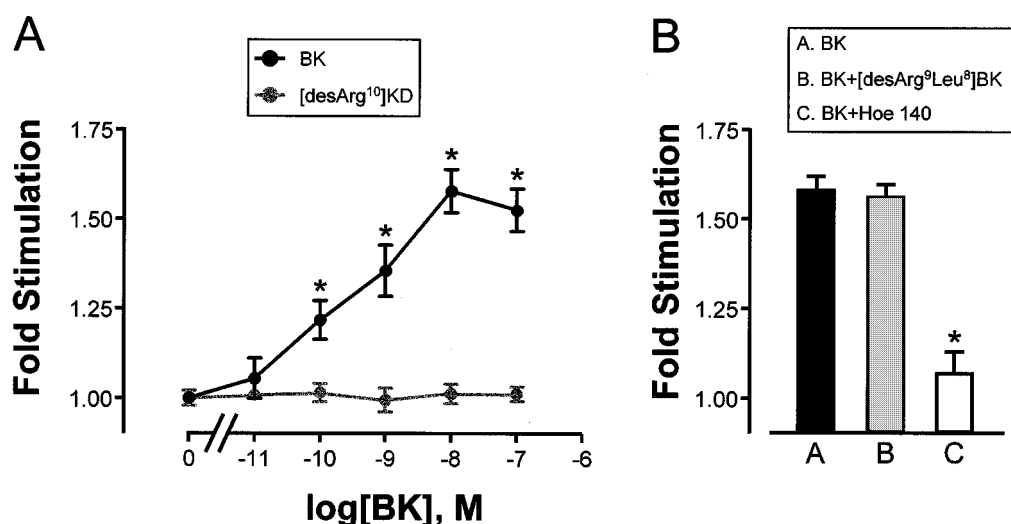 A
BK
[desArg¹⁰]KD
Fold Stimulation
1.75
1.50
1.25
1.00
*
*
*
*
0
-11
-10
-9
-8
-7
log[BK], M
B
A. BK
B. BK+[desArg⁹Leu⁸]BK
C. BK+Hoe 140
Fold Stimulation
1.75
1.50
1.25
1.00
*
A
B
C